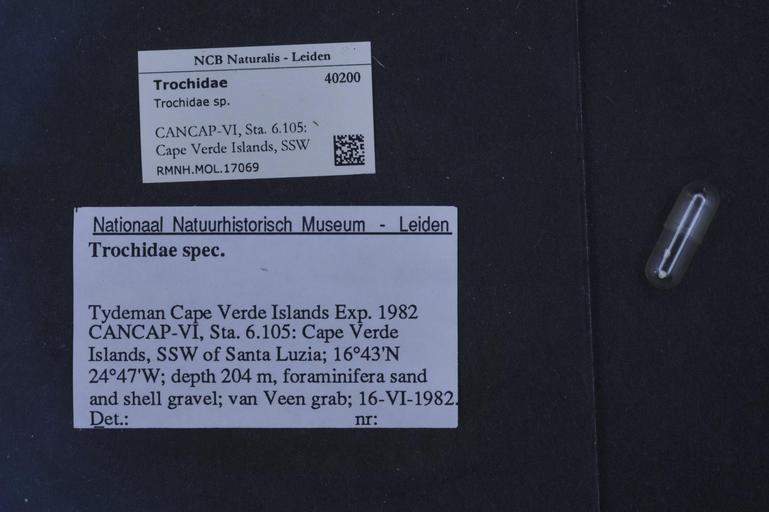 NCB Naturalis - Leiden
Trochidae 40200
Trochidae sp.
CANCAP-VI, Sta. 6.105:
Cape Verde Islands, SSW
RMNH.MOL.17069
Nationaal Natuurhistorisch Museum - Leiden
Trochidae spec.
Tydeman Cape Verde Islands Exp. 1982
CANCAP-VI, Sta. 6.105: Cape Verde
Islands, SSW of Santa Luzia; 16°43'N
24°47'W; depth 204 m, foraminifera sand
and shell gravel; van Veen grab; 16-VI-1982.
Det.: nr: